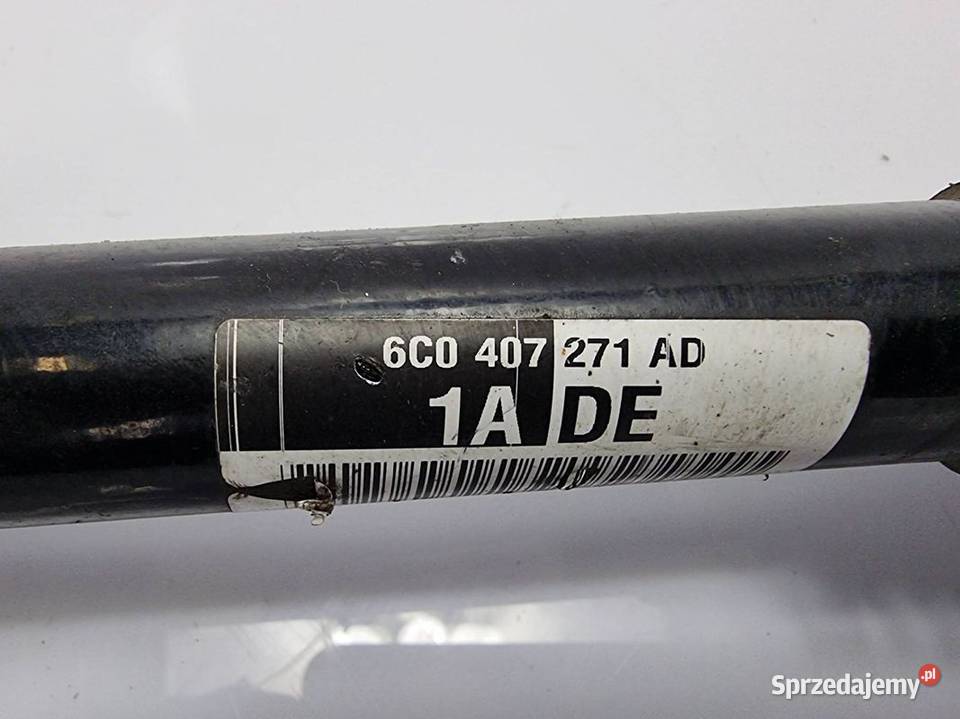 6C0 407 271 AD
1A DE
Sprzedajemy.pl